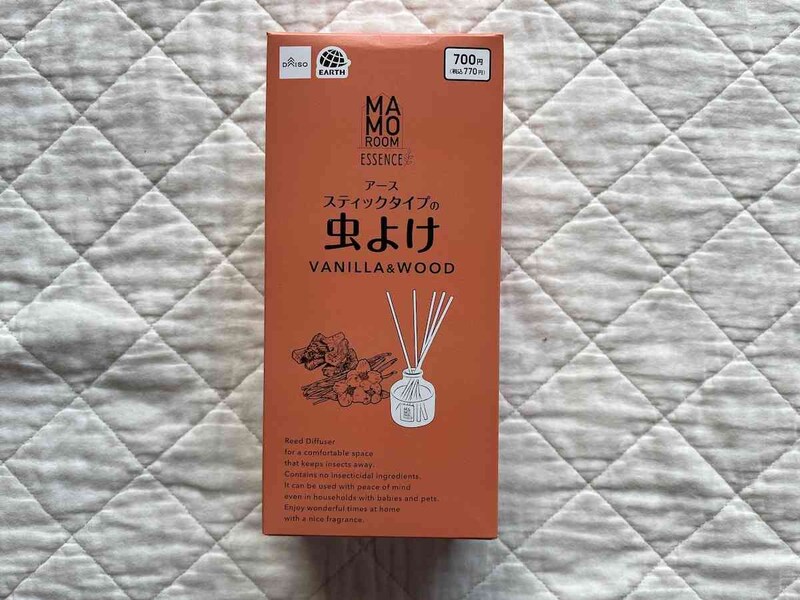 DAISO
EARTH
700円
(税込770円)
MA
MO
ROOM
ESSENCE
アース
スティックタイプの
虫よけ
VANILLA&WOOD
MA
MO
Reed Diffuser
for a comfortable space
that keeps insects away.
Contains no insecticidal ingredients.
It can be used with peace of mind
even in households with babies and pets.
Enjoy wonderful times at home
with a nice fragrance.